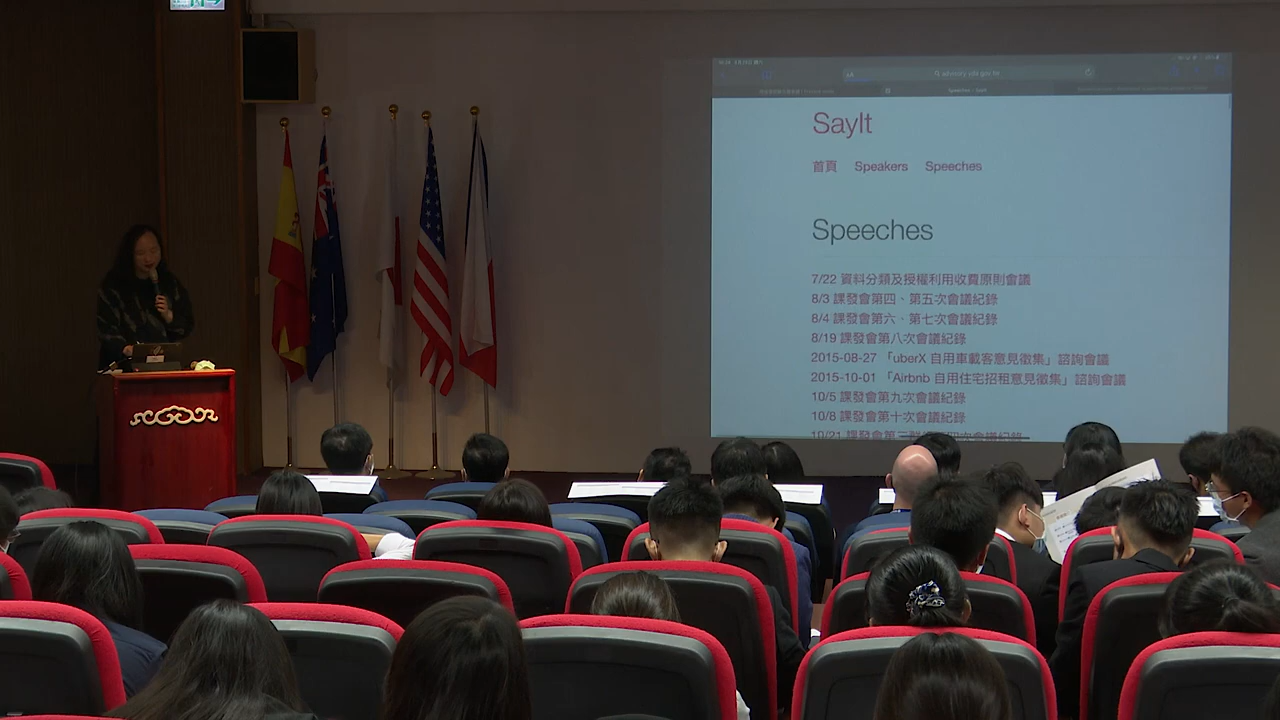 SayIt
首頁 Speakers Speeches
Speeches
7/22 資料分類及授權利用收費原則會議
8/3 課發會第四、第五次會議紀錄
8/4 課發會第六、第七次會議紀錄
8/19 課發會第八次會議紀錄
2015-08-27 「uberX 自用車載客意見徵集」諮詢會議
2015-10-01 「Airbnb 自用住宅招租意見徵集」諮詢會議
10/5 課發會第九次會議紀錄
10/8 課發會第十次會議紀錄